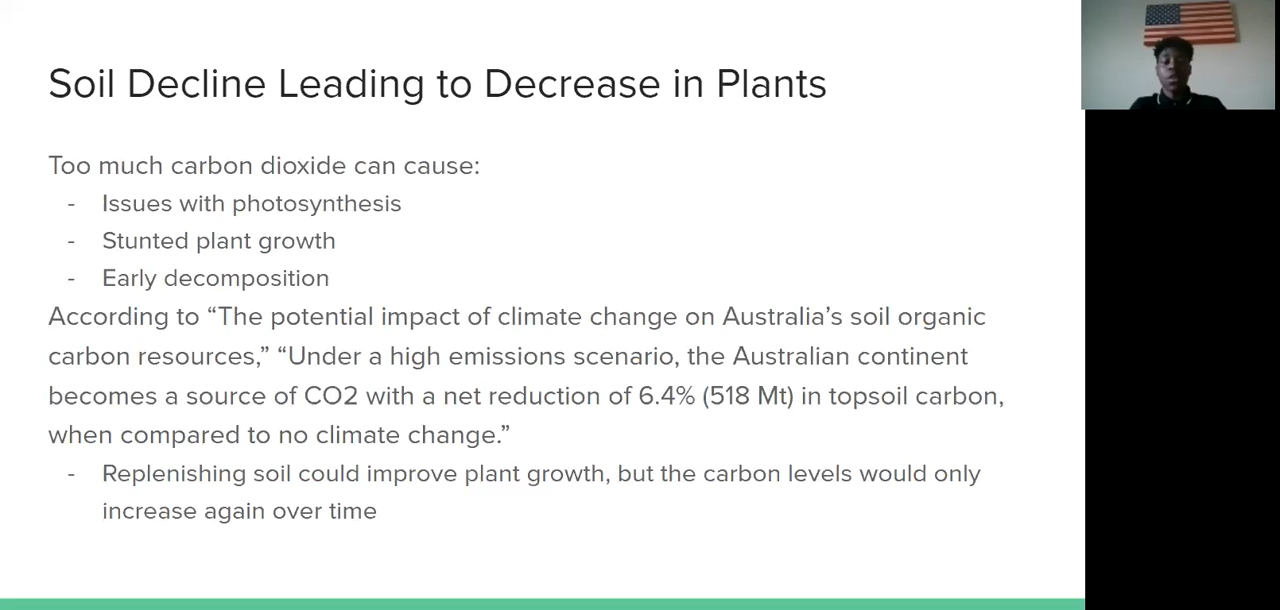 Soil Decline Leading to Decrease in Plants
Too much carbon dioxide can cause:
- Issues with photosynthesis
- Stunted plant growth
- Early decomposition
According to “The potential impact of climate change on Australia’s soil organic
carbon resources,” “Under a high emissions scenario, the Australian continent
becomes a source of CO2 with a net reduction of 6.4% (518 Mt) in topsoil carbon,
when compared to no climate change.”
- Replenishing soil could improve plant growth, but the carbon levels would only
increase again over time